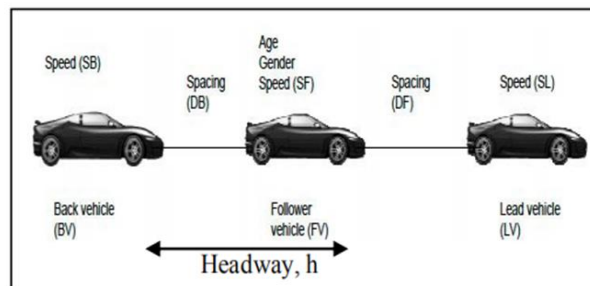 Speed (SB)
Spacing
(DB)
Age
Gender
Speed (SF)
Spacing
(DF)
Speed (SL)
Back vehicle
(BV)
Follower
vehicle (FV)
Lead vehicle
(LV)
Headway, h